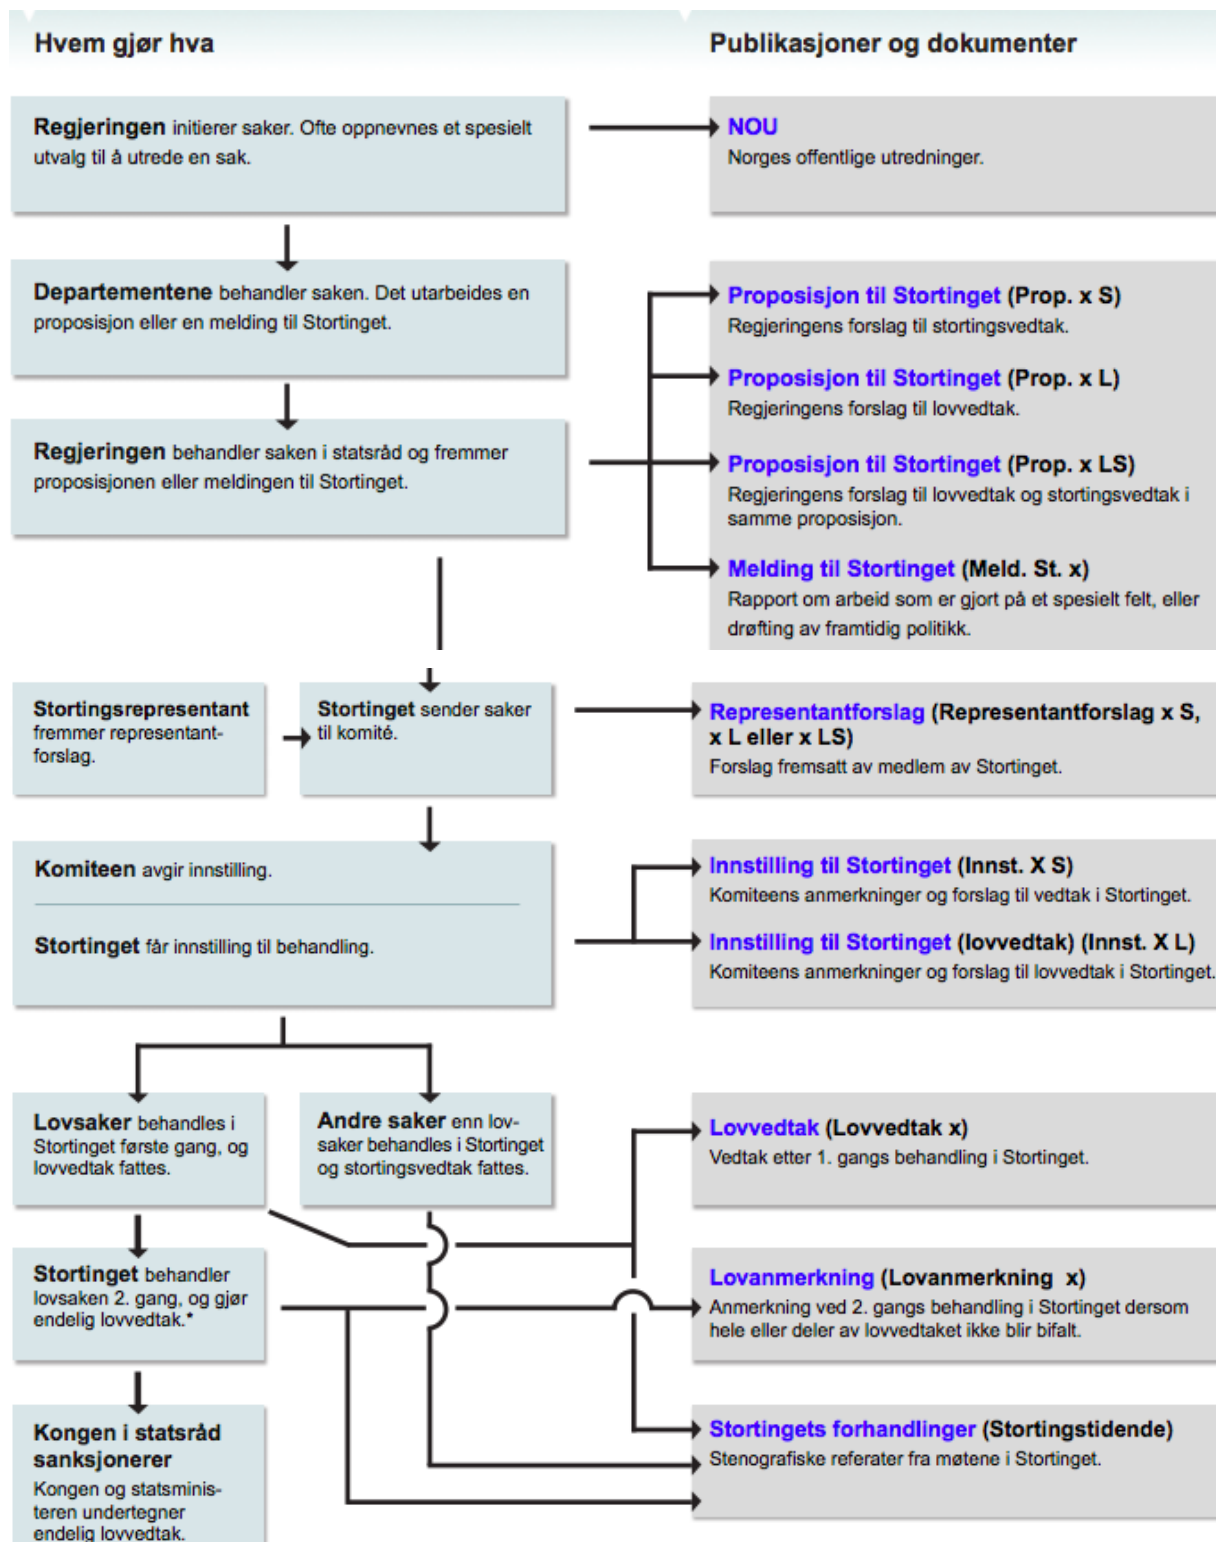 Hvem gjør hva
Publikasjoner og dokumenter
Regjeringen initierer saker. Ofte oppnevnes et spesielt
utvalg til å utrede en sak.
NOU
Norges offentlige utredninger.
Departementene behandler saken. Det utarbeides en
proposisjon eller en melding til Stortinget.
Regjeringen behandler saken i statsråd og fremmer
proposisjonen eller meldingen til Stortinget.
Proposisjon til Stortinget (Prop. x S)
Regjeringens forslag til stortingsvedtak.
Proposisjon til Stortinget (Prop. x L)
Regjeringens forslag til lovvedtak.
Proposisjon til Stortinget (Prop. x LS)
Regjeringens forslag til lovvedtak og stortingsvedtak i
samme proposisjon.
Melding til Stortinget (Meld. St. x)
Rapport om arbeid som er gjort på et spesielt felt, eller
drøfting av framtidig politikk.
Stortingsrepresentant
fremmer representant-
forslag.
Stortinget sender saker
til komité.
Representantforslag (Representantforslag x S,
x L eller x LS)
Forslag fremsatt av medlem av Stortinget.
Komiteen avgir innstilling.
Stortinget får innstilling til behandling.
Innstilling til Stortinget (Innst. X S)
Komiteens anmerkninger og forslag til vedtak i Stortinget.
Innstilling til Stortinget (lovvedtak) (Innst. X L)
Komiteens anmerkninger og forslag til lovvedtak i Stortinget.
Lovsaker behandles i
Stortinget første gang, og
lovvedtak fattes.
Andre saker enn lov-
saker behandles i Stortinget
og stortingsvedtak fattes.
Lovvedtak (Lovvedtak x)
Vedtak etter 1. gangs behandling i Stortinget.
Stortinget behandler
lovsaken 2. gang, og gjør
endelig lovvedtak.*
Lovanmerkning (Lovanmerkning x)
Anmerkning ved 2. gangs behandling i Stortinget dersom
hele eller deler av lovvedtaket ikke blir bifalt.
Kongen i statsråd
sanksjonerer
Kongen og statsminis-
teren undertegner
endelig lovvedtak.
Stortingets forhandlinger (Stortingstidende)
Stenografiske referater fra møtene i Stortinget.